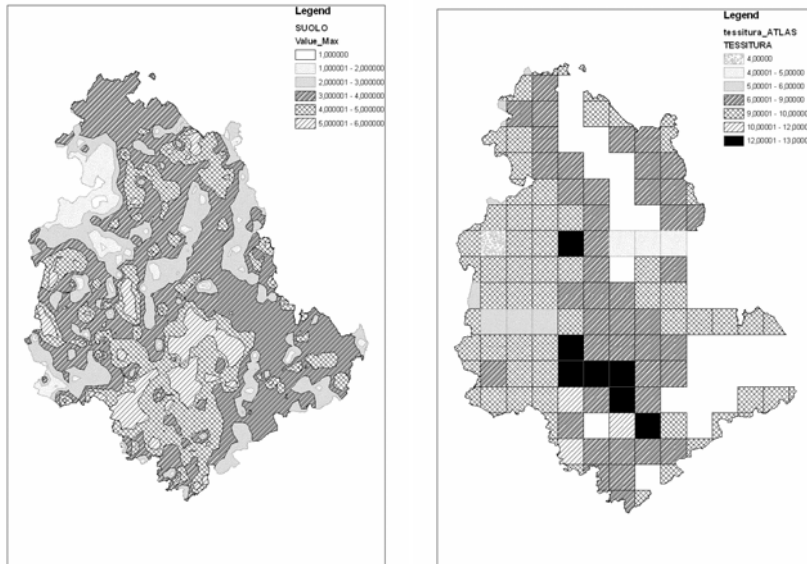 Legend
SUOLO
Value_Max
1,000000
1,000001 - 2,000000
2,000001 - 3,000000
3,000001 - 4,000000
4,000001 - 5,000000
5,000001 - 6,000000
Legend
tessitura_ATLAS
TESSITURA
4,00000
4,00001 - 5,00000
5,00001 - 6,00000
6,00001 - 9,00000
9,00001 - 10,0000
10,00001 - 12,0000
12,00001 - 13,0000